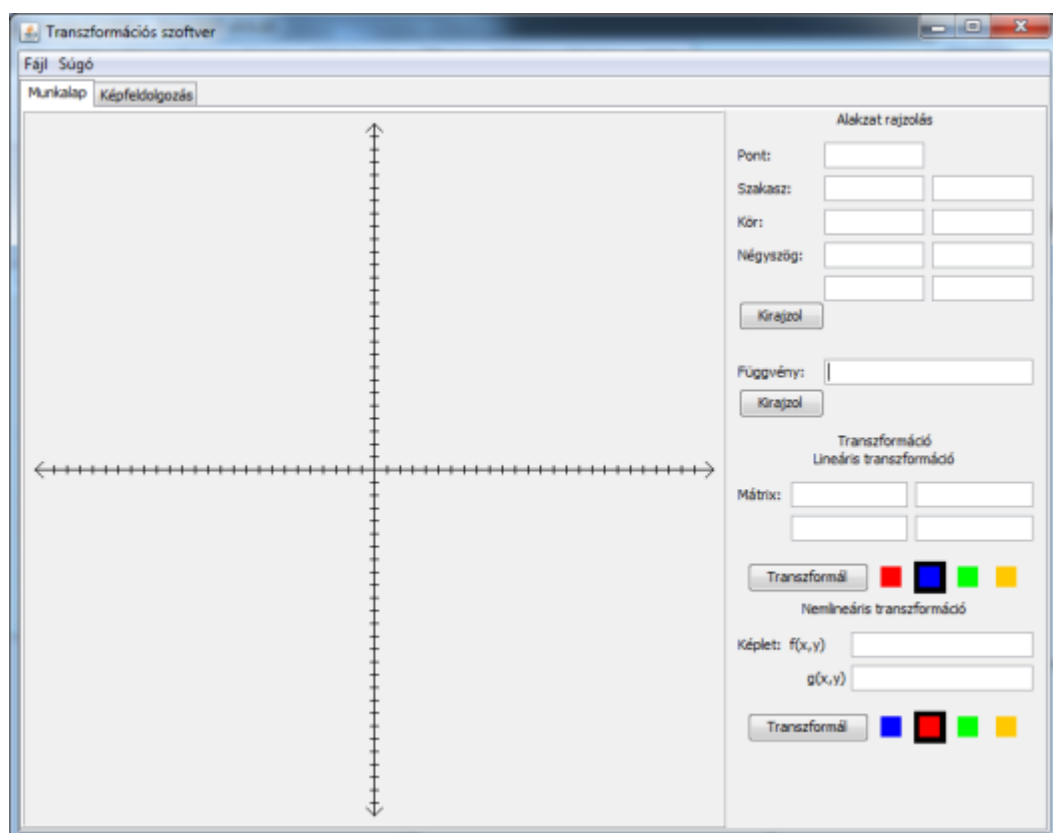 Transzformációs szoftver
Fájl Súgó
Munkalap Képfeldolgozás
Alakzat rajzolás
Pont:
Szakasz:
Kör:
Négyszög:
Kirajzol
Függvény:
Kirajzol
Transzformáció
Lineáris transzformáció
Mátrix:
Transzformál
Nemlineáris transzformáció
Képlet: f(x,y)
g(x,y)
Transzformál